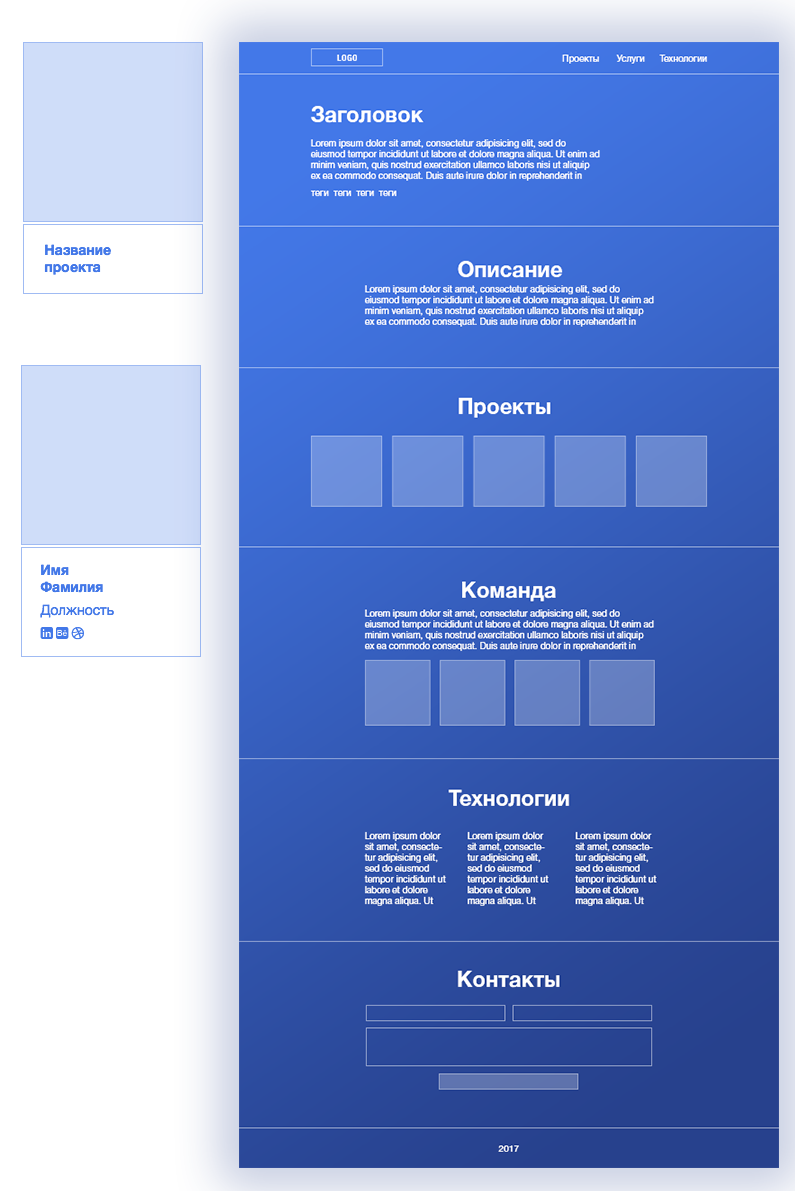 Название
проекта
Имя
Фамилия
Должность
in Bē
LOGO
Проекты Услуги Технологии
Заголовок
Lorem ipsum dolor sit amet, consectetur adipisicing elit, sed do
eiusmod tempor incididunt ut labore et dolore magna aliqua. Ut enim ad
minim veniam, quis nostrud exercitation ullamco laboris nisi ut aliquip
ex ea commodo consequat. Duis aute irure dolor in reprehenderit in
теги теги теги теги
Описание
Lorem ipsum dolor sit amet, consectetur adipisicing elit, sed do
eiusmod tempor incididunt ut labore et dolore magna aliqua. Ut enim ad
minim veniam, quis nostrud exercitation ullamco laboris nisi ut aliquip
ex ea commodo consequat. Duis aute irure dolor in reprehenderit in
Проекты
Команда
Lorem ipsum dolor sit amet, consectetur adipisicing elit, sed do
eiusmod tempor incididunt ut labore et dolore magna aliqua. Ut enim ad
minim veniam, quis nostrud exercitation ullamco laboris nisi ut aliquip
ex ea commodo consequat. Duis aute irure dolor in reprehenderit in
Технологии
Lorem ipsum dolor
sit amet, consecte-
tur adipisicing elit,
sed do eiusmod
tempor incididunt ut
labore et dolore
magna aliqua. Ut
Lorem ipsum dolor
sit amet, consecte-
tur adipisicing elit,
sed do eiusmod
tempor incididunt ut
labore et dolore
magna aliqua. Ut
Lorem ipsum dolor
sit amet, consecte-
tur adipisicing elit,
sed do eiusmod
tempor incididunt ut
labore et dolore
magna aliqua. Ut
Контакты
2017